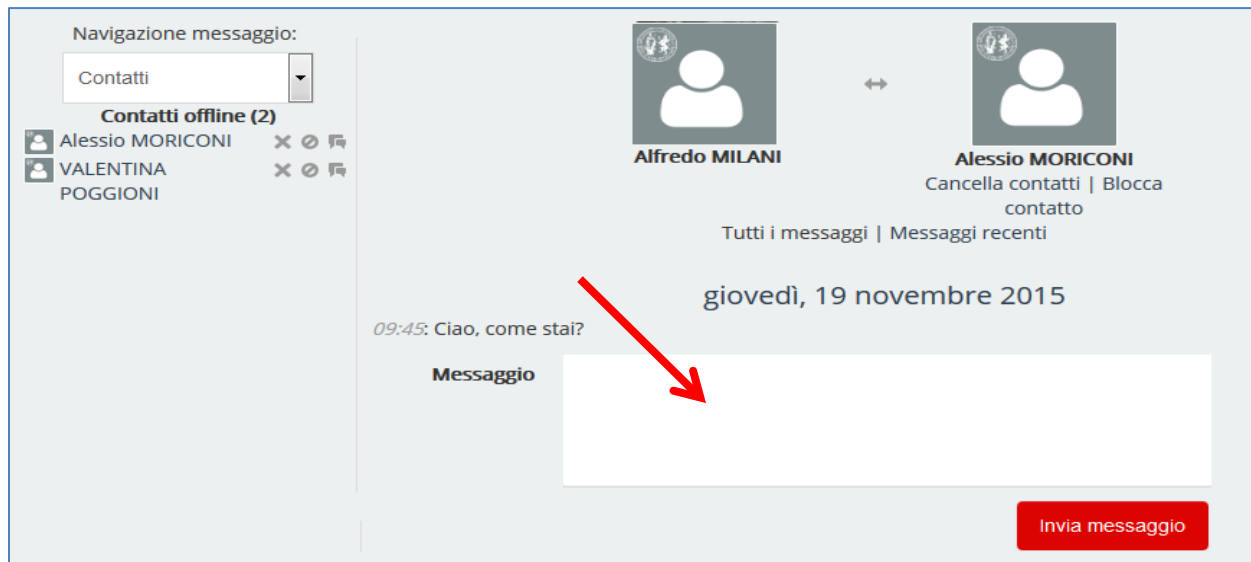 Navigazione messaggio:
Contatti
Contatti offline (2)
Alessio MORICONI
VALENTINA
POGGIONI
Alfredo MILANI
Alessio MORICONI
Cancella contatti | Blocca
contatto
Tutti i messaggi | Messaggi recenti
giovedì, 19 novembre 2015
09:45: Ciao, come stai?
Messaggio
Invia messaggio